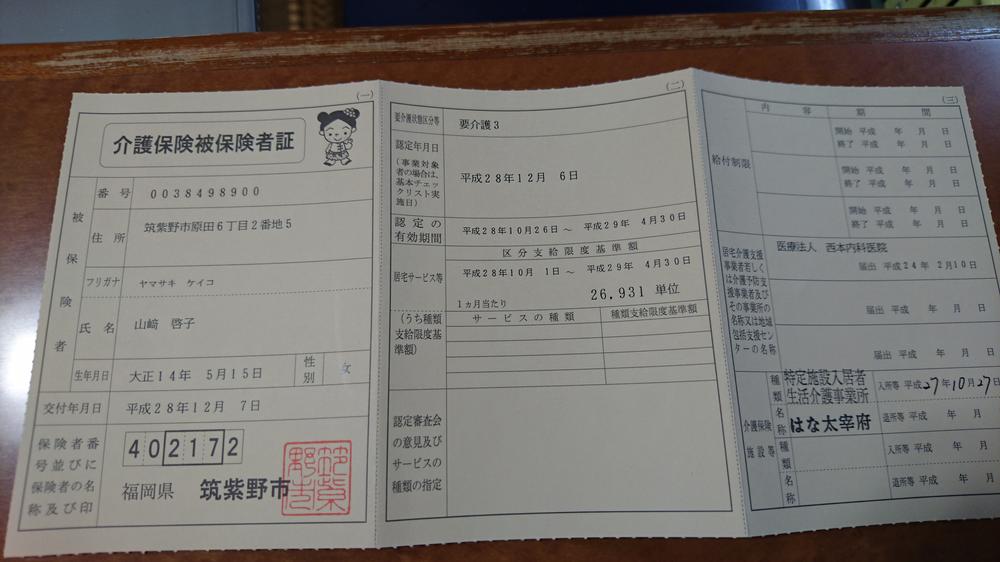 (一)
介護保険被保険者証
被保険者
番号 0038498900
住所 筑紫野市原田6丁目2番地5
フリガナ ヤマサキ ケイコ
氏名 山﨑 啓子
生年月日 大正14年 5月15日 性別 女
交付年月日 平成28年12月 7日
保険者番号並びに保険者の名称及び印
402172
福岡県 筑紫野市
筑紫野市
(二)
要介護状態区分等 要介護3
認定年月日
(事業対象者の場合は、基本チェックリスト実施日)
平成28年12月 6日
認定の有効期間 平成28年10月26日～ 平成29年 4月30日
居宅サービス等
区分支給限度基準額
平成28年10月 1日～ 平成29年 4月30日
1ヵ月当たり 26.931 単位
(うち種類支給限度基準額)
サービスの種類 種類支給限度基準額
認定審査会の意見及びサービスの種類の指定
(三)
内容 期間
給付制限
開始 平成 年 月 日
終了 平成 年 月 日
開始 平成 年 月 日
終了 平成 年 月 日
開始 平成 年 月 日
終了 平成 年 月 日
居宅介護支援事業者若しくは介護予防支援事業者及びその事業所の名称又は地域包括支援センターの名称
医療法人 西本内科医院
届出 平成24年 2月10日
届出 平成 年 月 日
届出 平成 年 月 日
介護保険施設等
種類 特定施設入居者生活介護事業所 入所等 平成27年10月27日
名称 はな太宰府 退所等 平成 年 月 日
種類 入所等 平成 年 月 日
名称 退所等 平成 年 月 日